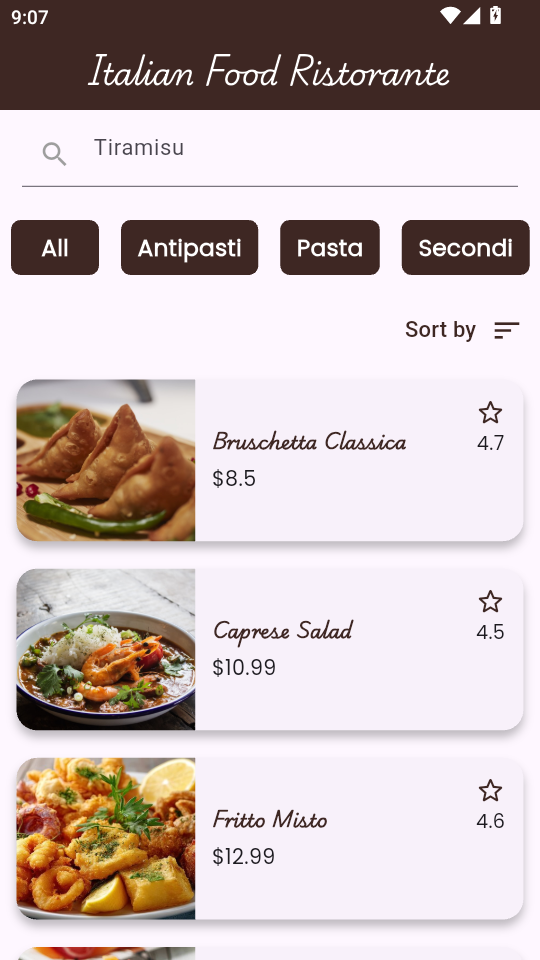 9:07
Italian Food Ristorante
Tiramisu
All
Antipasti
Pasta
Secondi
Sort by
Bruschetta Classica
4.7
$8.5
Caprese Salad
4.5
$10.99
Fritto Misto
4.6
$12.99